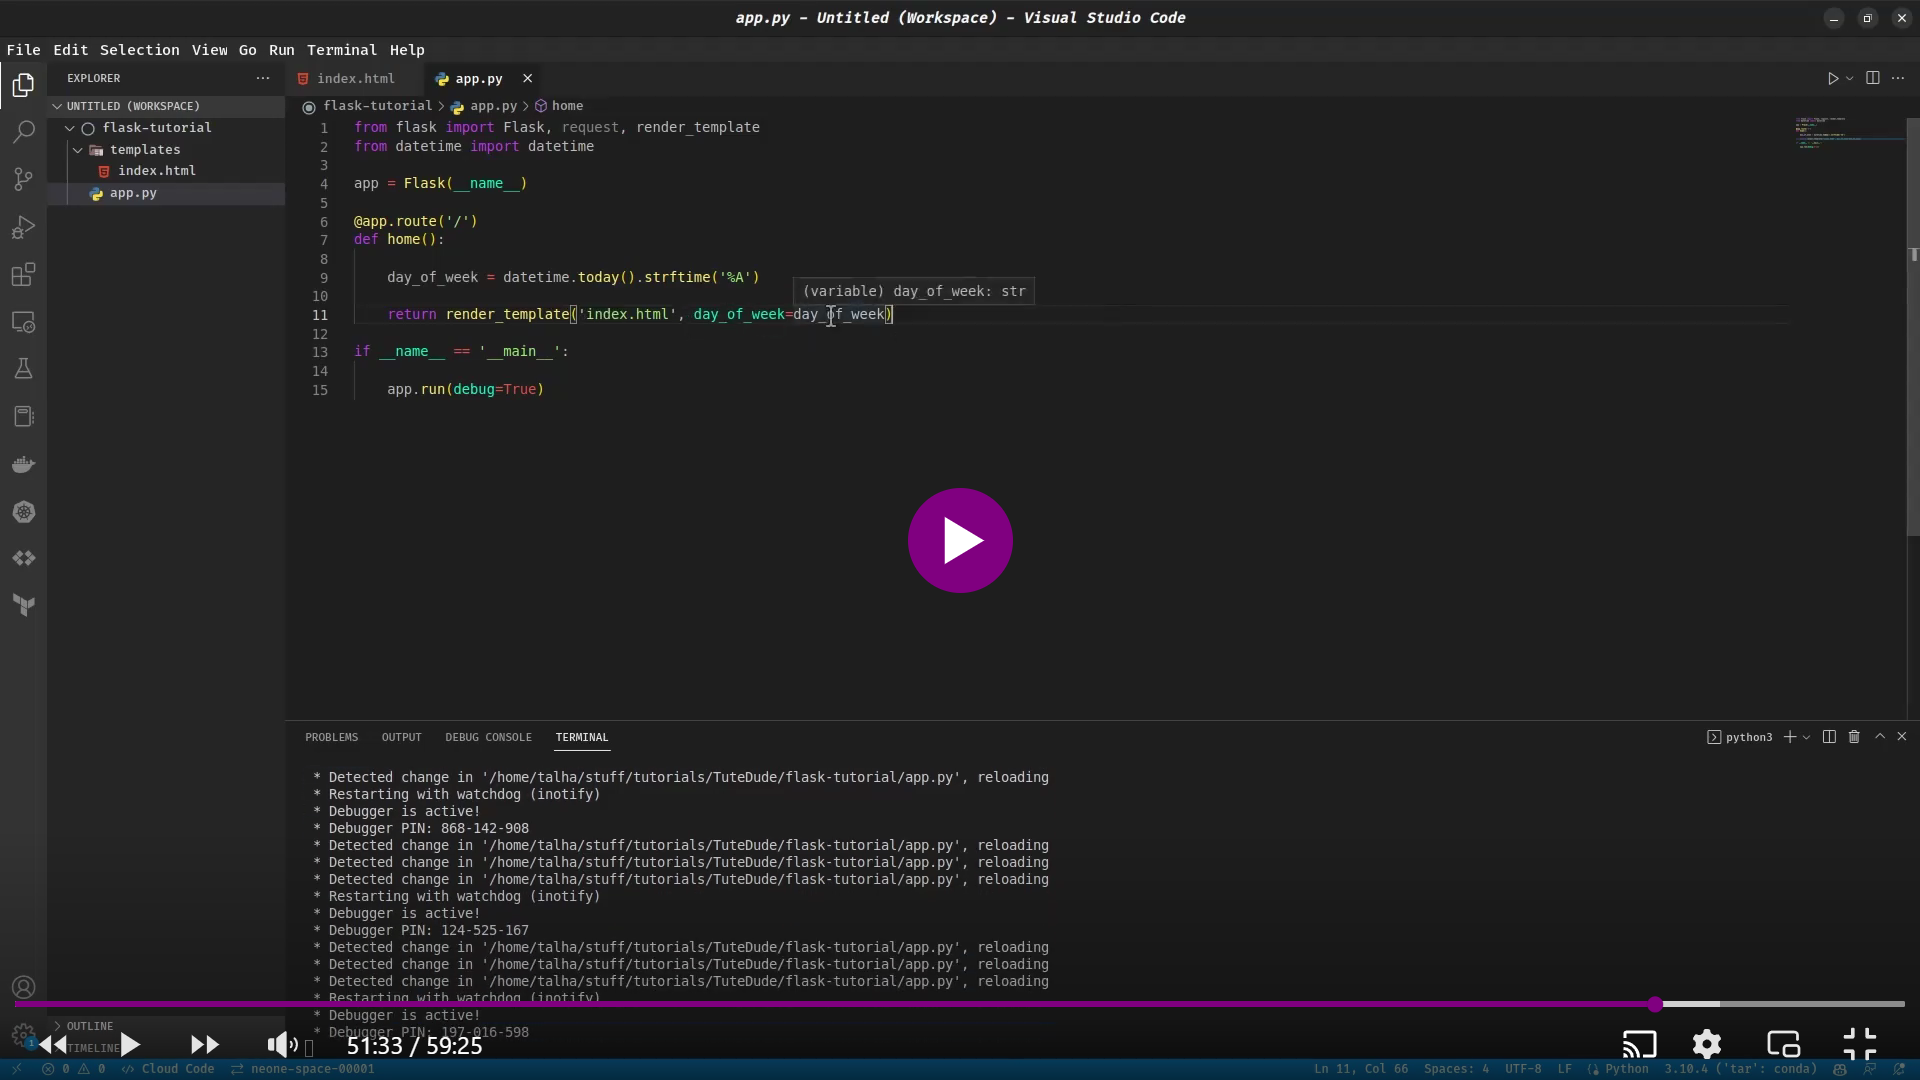 app.py - Untitled (Workspace) - Visual Studio Code
File Edit Selection View Go Run Terminal Help
EXPLORER
index.html
app.py
UNTITLED (WORKSPACE)
flask-tutorial > app.py > home
flask-tutorial
templates
index.html
app.py
1 from flask import Flask, request, render_template
2 from datetime import datetime
3
4 app = Flask(__name__)
5
6 @app.route('/')
7 def home():
8
9 day_of_week = datetime.today().strftime('%A')
(variable) day_of_week: str
10
11 return render_template('index.html', day_of_week=day_of_week)
12
13 if __name__ == '__main__':
14
15 app.run(debug=True)
PROBLEMS OUTPUT DEBUG CONSOLE TERMINAL
python3
* Detected change in '/home/talha/stuff/tutorials/TuteDude/flask-tutorial/app.py', reloading
* Restarting with watchdog (inotify)
* Debugger is active!
* Debugger PIN: 868-142-908
* Detected change in '/home/talha/stuff/tutorials/TuteDude/flask-tutorial/app.py', reloading
* Detected change in '/home/talha/stuff/tutorials/TuteDude/flask-tutorial/app.py', reloading
* Detected change in '/home/talha/stuff/tutorials/TuteDude/flask-tutorial/app.py', reloading
* Restarting with watchdog (inotify)
* Debugger is active!
* Debugger PIN: 124-525-167
* Detected change in '/home/talha/stuff/tutorials/TuteDude/flask-tutorial/app.py', reloading
* Detected change in '/home/talha/stuff/tutorials/TuteDude/flask-tutorial/app.py', reloading
* Detected change in '/home/talha/stuff/tutorials/TuteDude/flask-tutorial/app.py', reloading
* Restarting with watchdog (inotify)
* Debugger is active!
* Debugger PIN: 197-016-598
OUTLINE
TIMELINE
1
51:33 / 59:25
0 0 Cloud Code neone-space-00001
Ln 11, Col 66 Spaces: 4 UTF-8 LF Python 3.10.4 ('tar': conda)